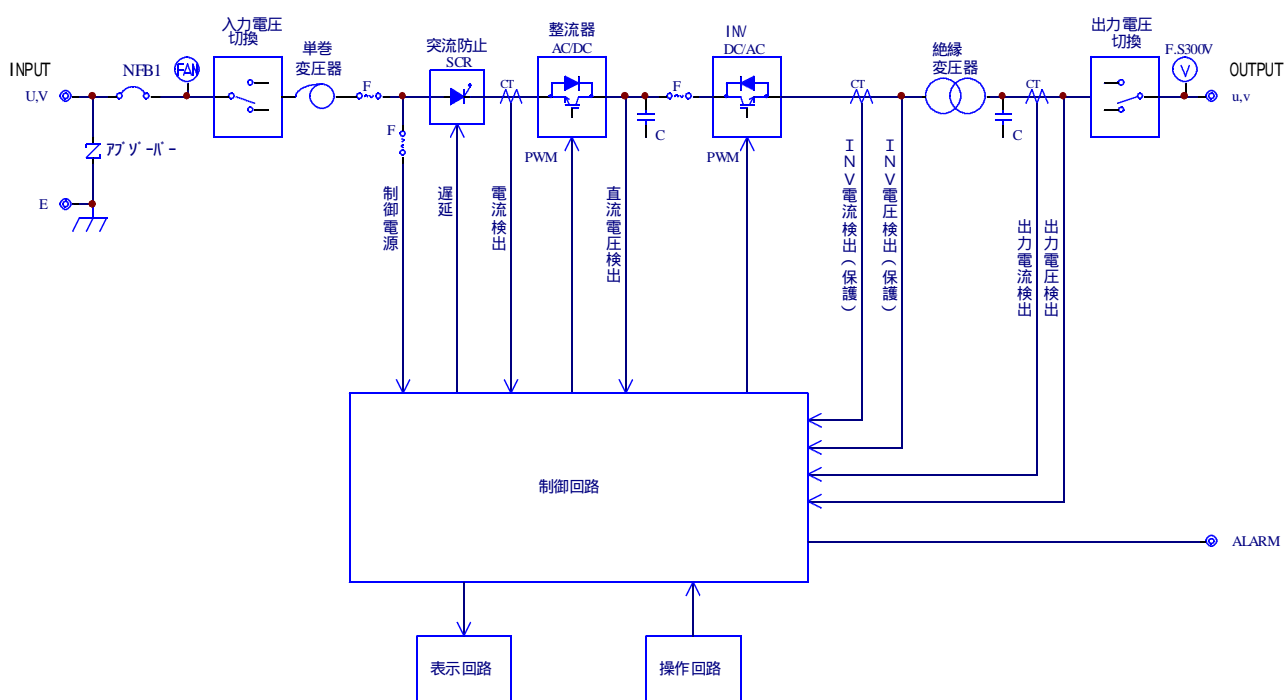 INPUT
U,V
NFB1
FAN
入力電圧
切換
単巻
変圧器
F
F
突流防止
SCR
CT
整流器
AC/DC
C
F
INV
DC/AC
CT
絶縁
変圧器
C
CT
出力電圧
切換
F.S300V
V
OUTPUT
u,v
アブゾーバー
E
PWM
PWM
制御電源
遅延
電流検出
直流電圧検出
INV電流検出(保護)
INV電圧検出(保護)
出力電流検出
出力電圧検出
制御回路
ALARM
表示回路
操作回路